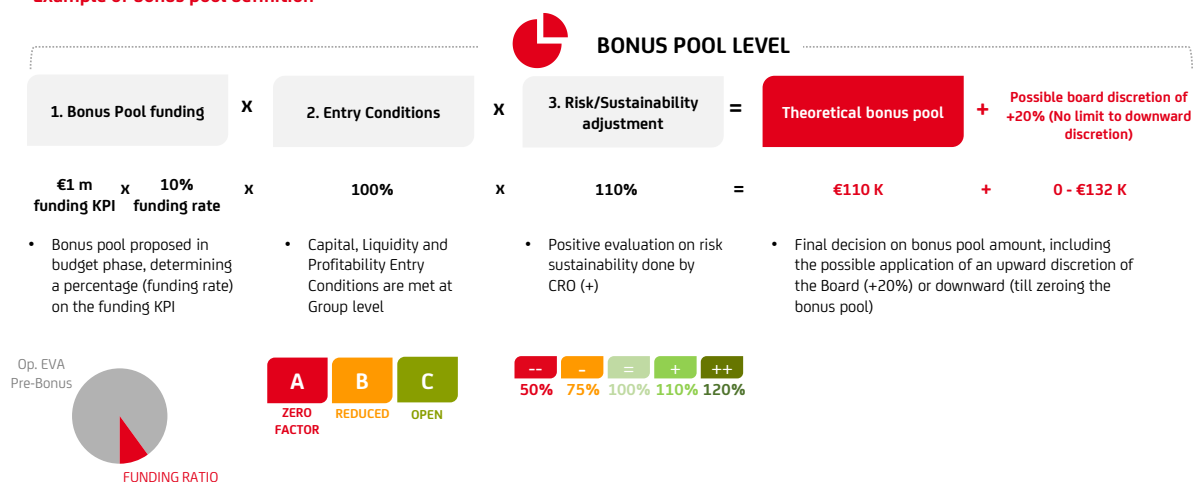 BONUS POOL LEVEL
1. Bonus Pool funding
x
2. Entry Conditions
x
3. Risk/Sustainability
adjustment
=
Theoretical bonus pool
+
Possible board discretion of
+20% (No limit to downward
discretion)
€1 m
funding KPI
x
10%
funding rate
x
100%
x
110%
=
€110 K
+
0 - €132 K
• Bonus pool proposed in
budget phase, determining
a percentage (funding rate)
on the funding KPI
• Capital, Liquidity and
Profitability Entry
Conditions are met at
Group level
• Positive evaluation on risk
sustainability done by
CRO (+)
• Final decision on bonus pool amount, including
the possible application of an upward discretion of
the Board (+20%) or downward (till zeroing the
bonus pool)
Op. EVA
Pre-Bonus
FUNDING RATIO
A
ZERO
FACTOR
B
REDUCED
C
OPEN
-- - = + ++
50% 75% 100% 110% 120%